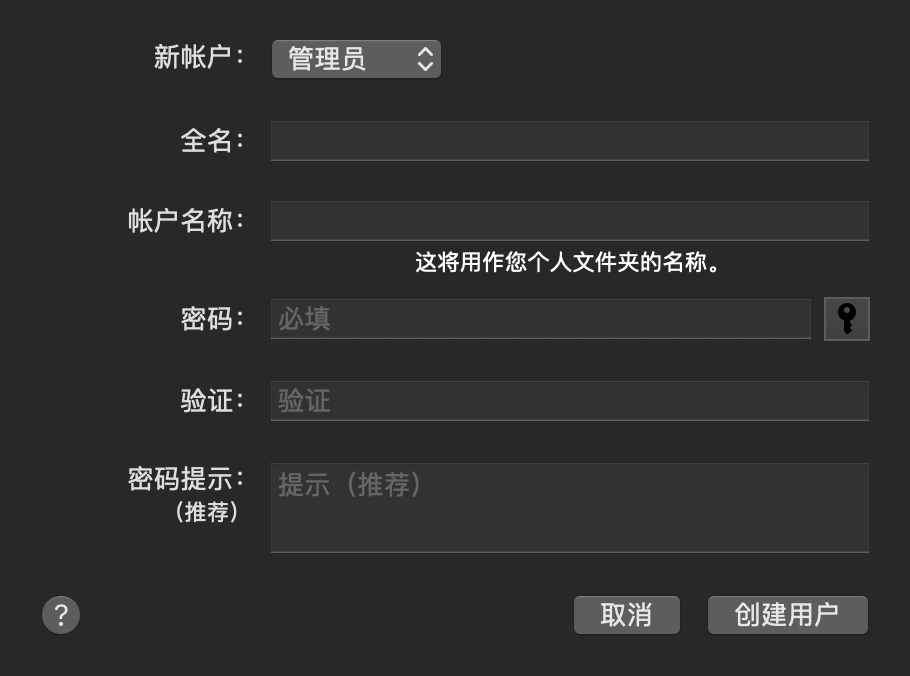 新帐户： 管理员
全名：
帐户名称：
这将用作您个人文件夹的名称。
密码： 必填
验证： 验证
密码提示： 提示（推荐）
（推荐）
? 取消 创建用户